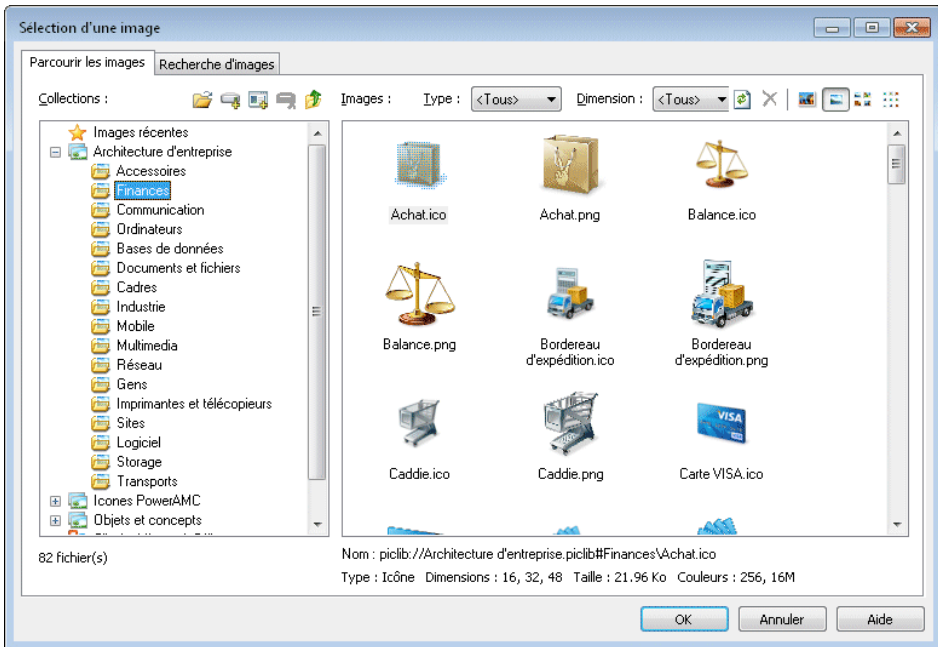 Sélection d'une image
Parcourir les images
Recherche d'images
Collections :
Images :
Type :
<Tous>
Dimension :
<Tous>
Images récentes
Architecture d'entreprise
Accessoires
Finances
Communication
Ordinateurs
Bases de données
Documents et fichiers
Cadres
Industrie
Mobile
Multimedia
Réseau
Gens
Imprimantes et télécopieurs
Sites
Logiciel
Storage
Transports
Icones PowerAMC
Objets et concepts
Achat.ico
Achat.png
Balance.ico
Balance.png
Bordereau
d'expédition.ico
Bordereau
d'expédition.png
Caddie.ico
Caddie.png
VISA
Carte VISA.ico
82 fichier(s)
Nom : piclib://Architecture d'entreprise.piclib#Finances\Achat.ico
Type : Icône Dimensions : 16, 32, 48 Taille : 21.96 Ko Couleurs : 256, 16M
OK
Annuler
Aide